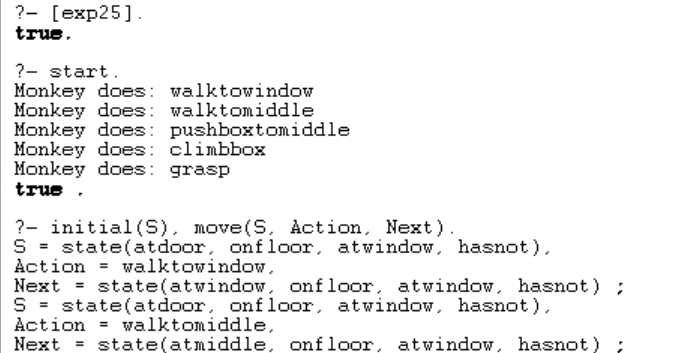 ?- [exp25].
true.
?- start.
Monkey does: walktowindow
Monkey does: walktomiddle
Monkey does: pushboxtomiddle
Monkey does: climbbox
Monkey does: grasp
true .
?- initial(S), move(S, Action, Next).
S = state(atdoor, onfloor, atwindow, hasnot),
Action = walktowindow,
Next = state(atwindow, onfloor, atwindow, hasnot) ;
S = state(atdoor, onfloor, atwindow, hasnot),
Action = walktomiddle,
Next = state(atmiddle, onfloor, atwindow, hasnot) ;